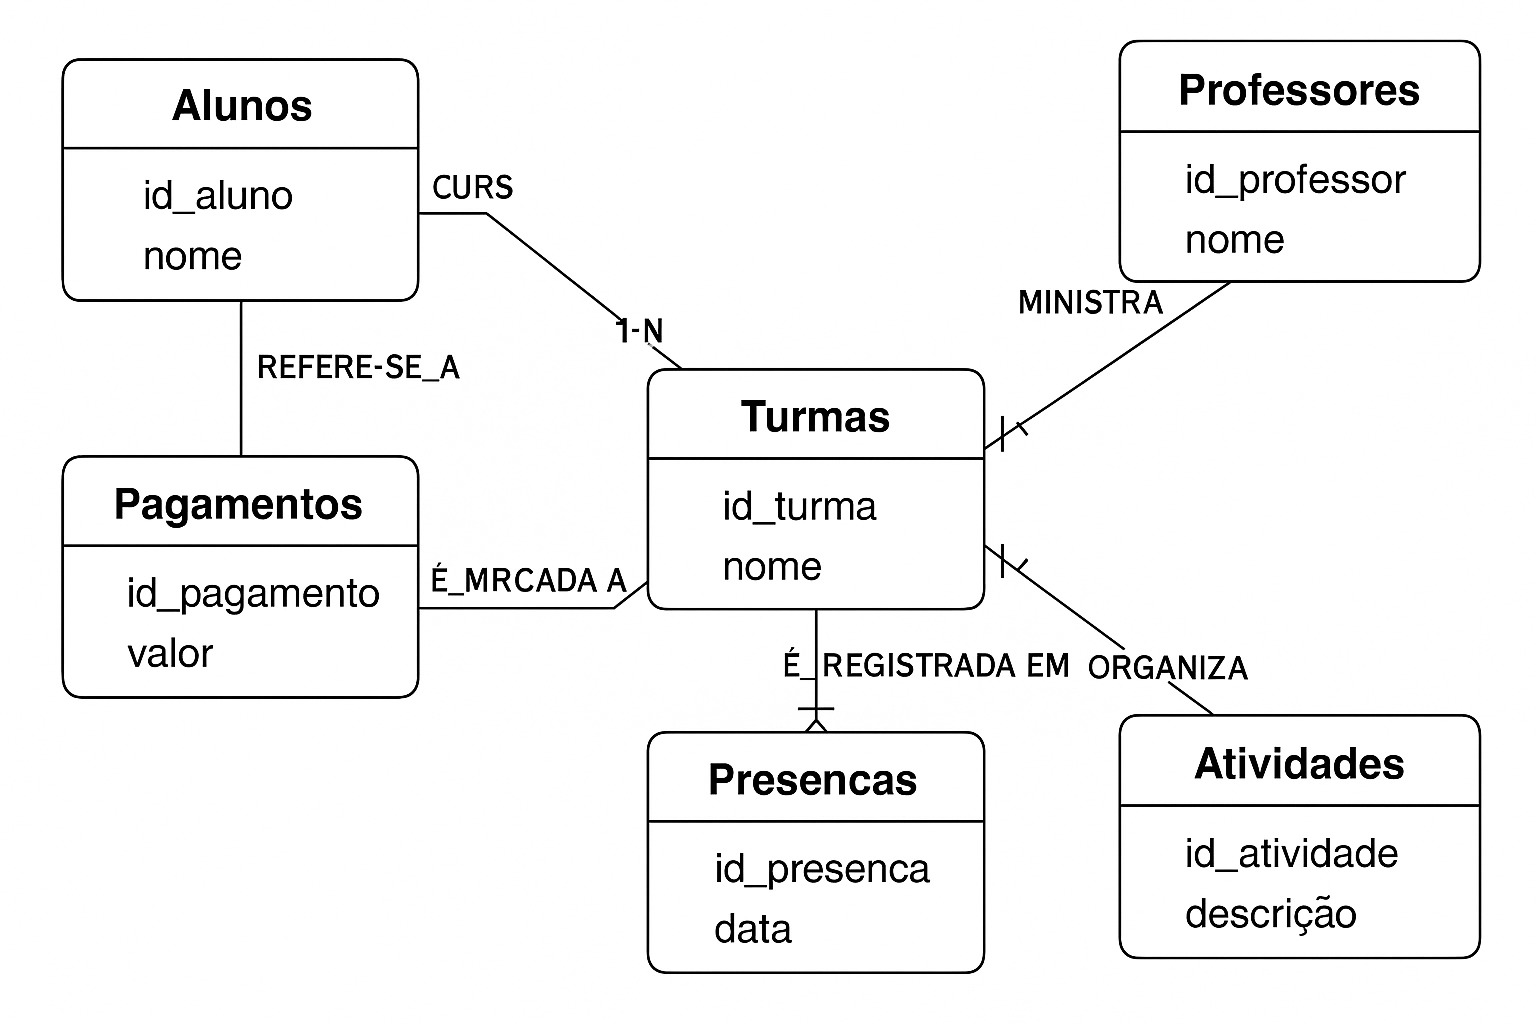 Alunos
id_aluno
nome
CURS
1-N
REFERE-SE_A
Professores
id_professor
nome
MINISTRA
Turmas
id_turma
nome
Pagamentos
id_pagamento
valor
É_MRCADA A
É_REGISTRADA EM
ORGANIZA
Presencas
id_presenca
data
Atividades
id_atividade
descrição